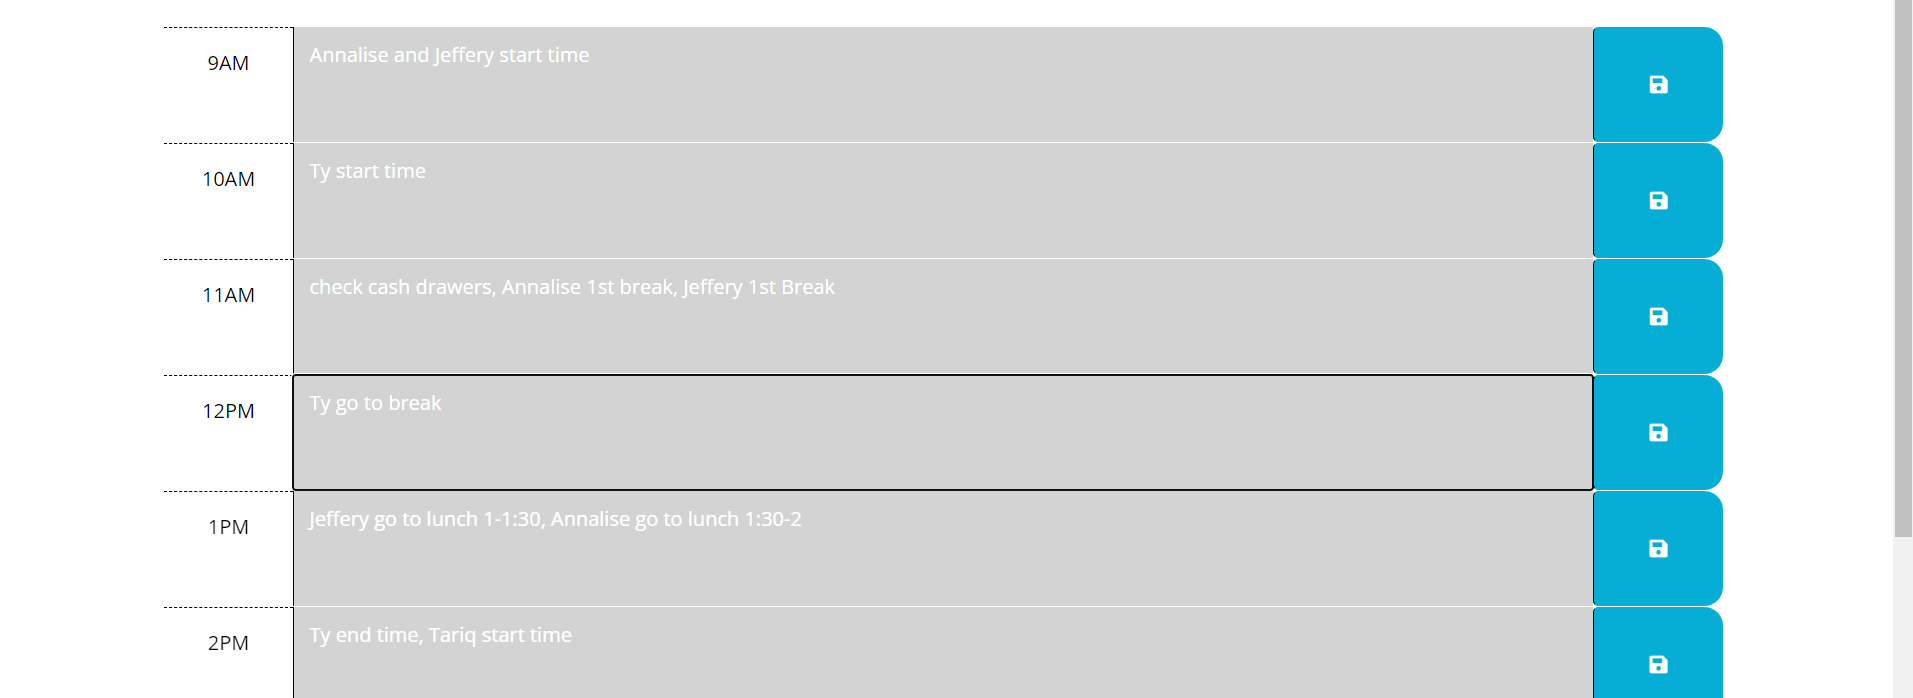 9AM
Annalise and Jeffery start time
10AM
Ty start time
11AM
check cash drawers, Annalise 1st break, Jeffery 1st Break
12PM
Ty go to break
1PM
Jeffery go to lunch 1-1:30, Annalise go to lunch 1:30-2
2PM
Ty end time, Tariq start time